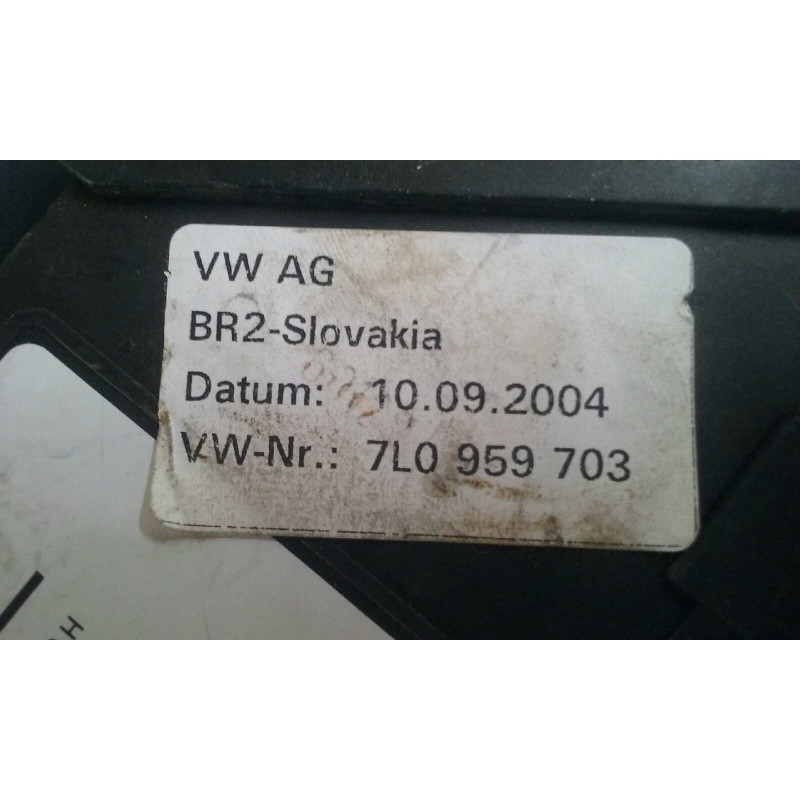 VW AG
BR2-Slovakia
Datum: 10.09.2004
VW-Nr.: 7L0 959 703